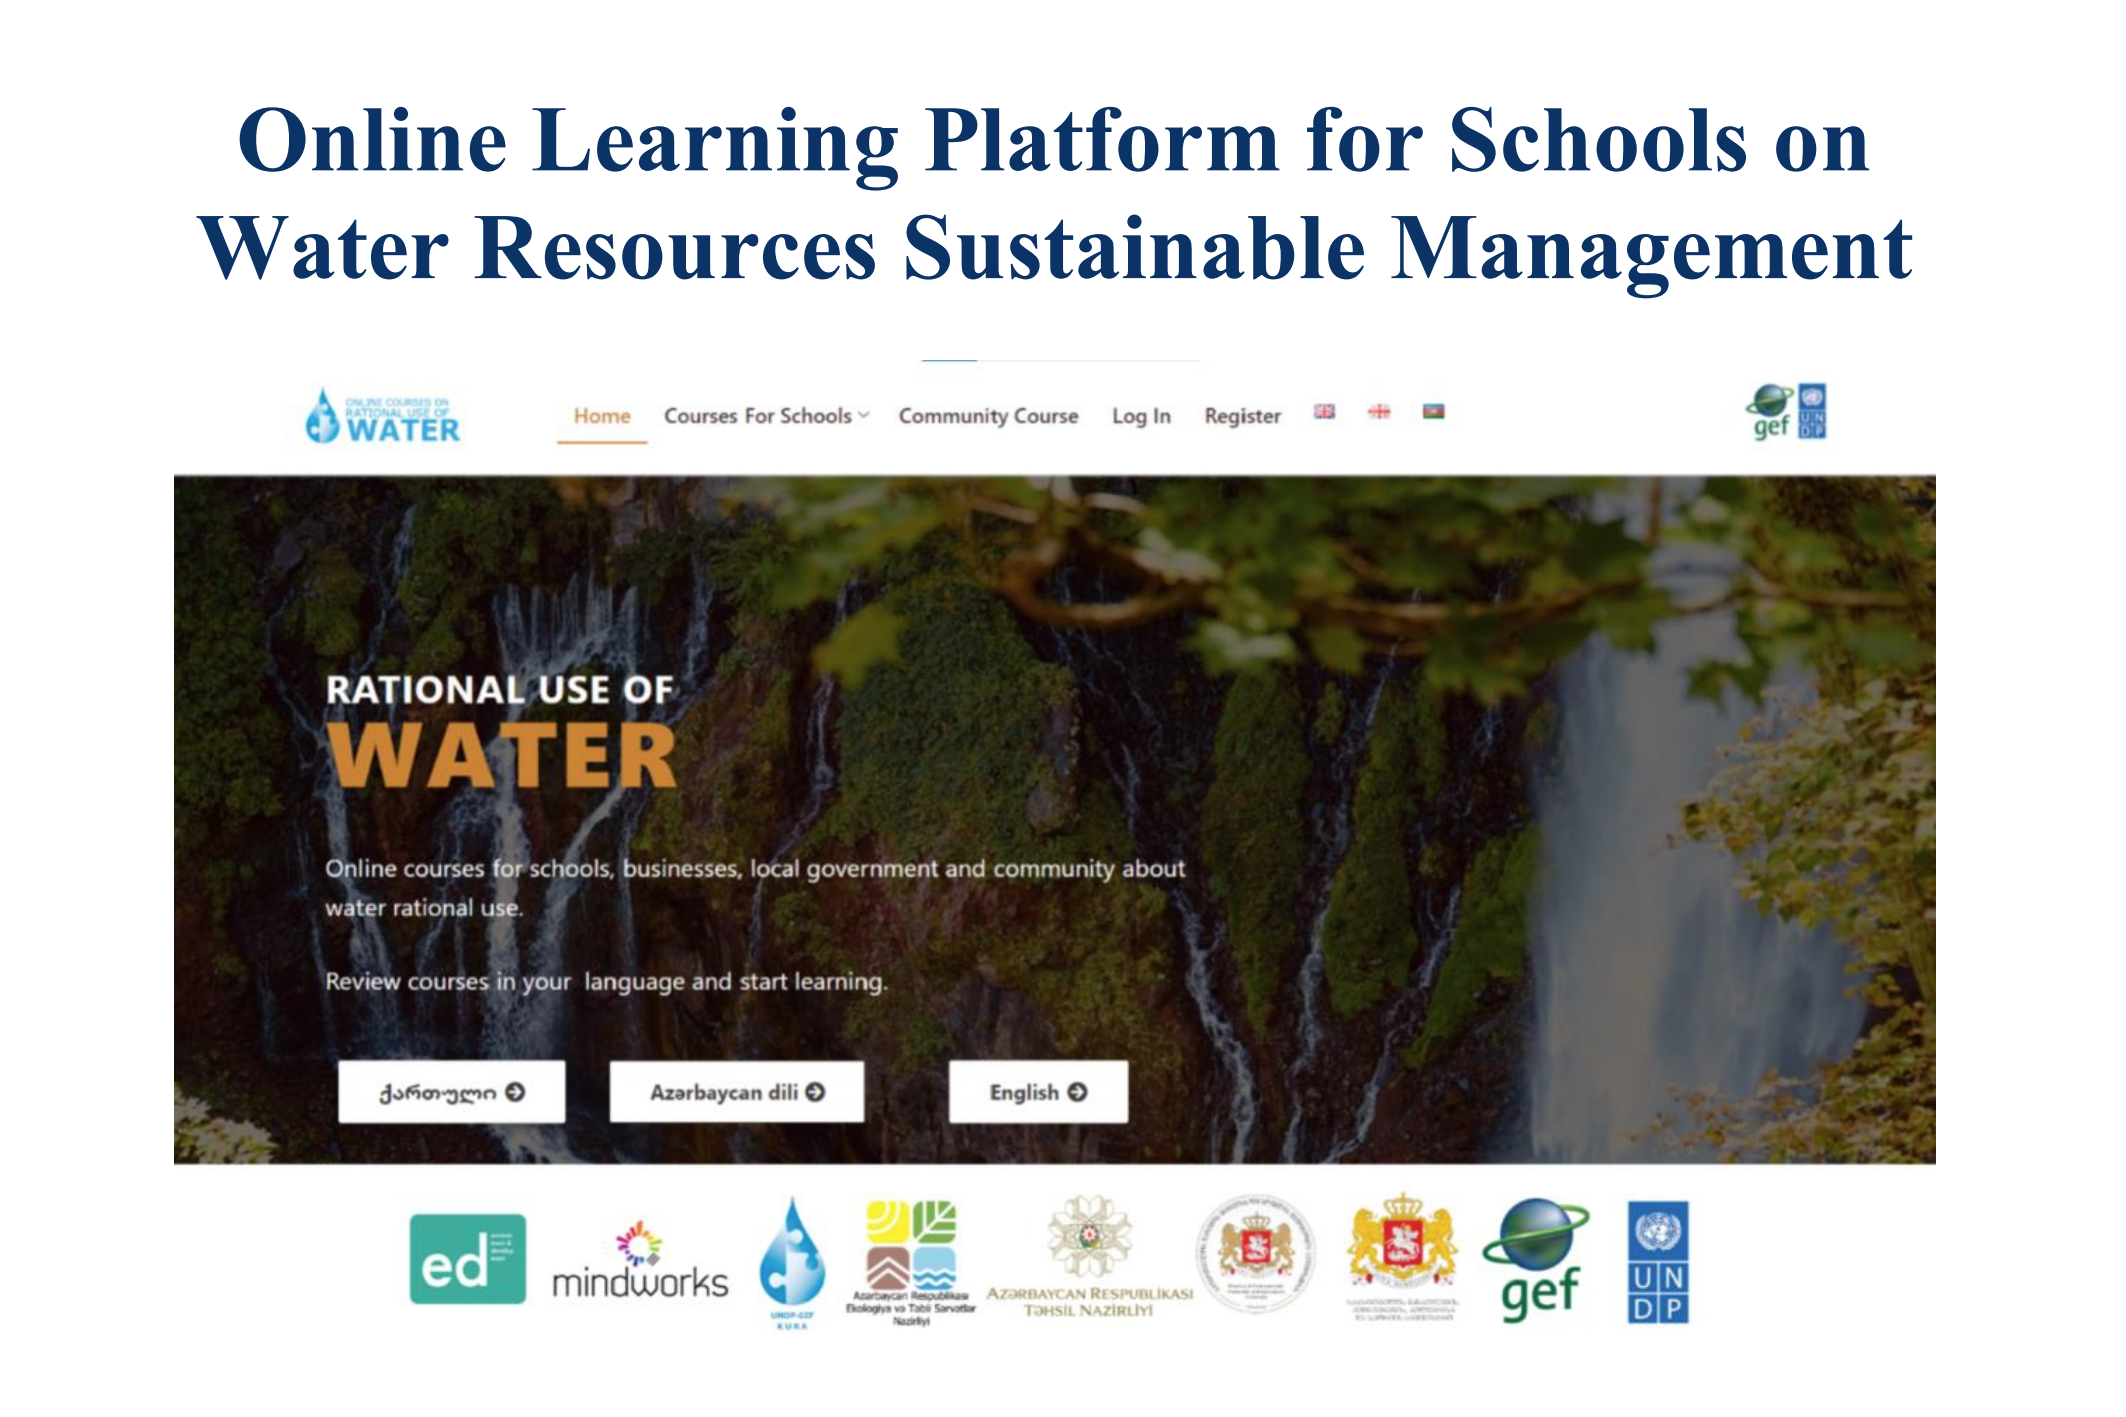 Online Learning Platform for Schools on
Water Resources Sustainable Management
ONLINE COURSES ON
RATIONAL USE OF
WATER
Home Courses For Schools Community Course Log In Register
gef
UN
DP
RATIONAL USE OF
WATER
Online courses for schools, businesses, local government and community about
water rational use.
Review courses in your language and start learning.
ქართული Azərbaycan dili English
ed
mindworks
UNDP-GEF
KURA
Azərbaycan Respublikası
Ekologiya və Təbii Sərvətlər
Nazirliyi
AZƏRBAYCAN RESPUBLİKASI
TƏHSİL NAZİRLİYİ
gef
UN
DP